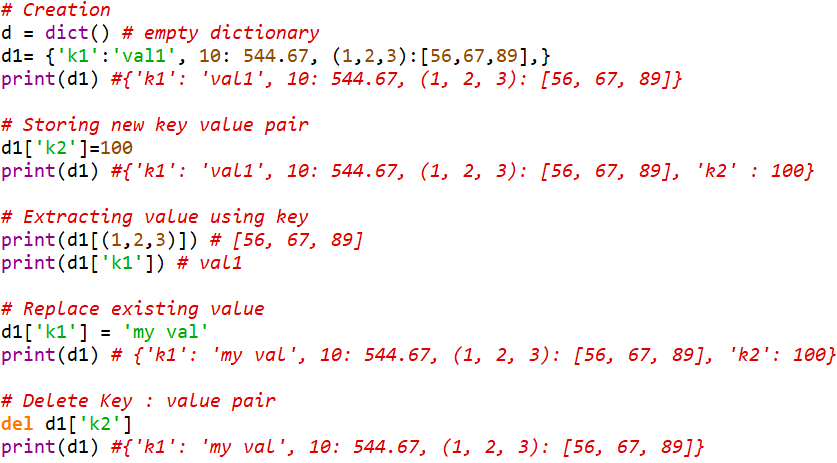 # Creation
d = dict() # empty dictionary
d1= {'k1':'val1', 10: 544.67, (1,2,3):[56,67,89],}
print(d1) #{'k1': 'val1', 10: 544.67, (1, 2, 3): [56, 67, 89]}
# Storing new key value pair
d1['k2']=100
print(d1) #{'k1': 'val1', 10: 544.67, (1, 2, 3): [56, 67, 89], 'k2' : 100}
# Extracting value using key
print(d1[(1,2,3)]) # [56, 67, 89]
print(d1['k1']) # val1
# Replace existing value
d1['k1'] = 'my val'
print(d1) # {'k1': 'my val', 10: 544.67, (1, 2, 3): [56, 67, 89], 'k2': 100}
# Delete Key : value pair
del d1['k2']
print(d1) #{'k1': 'my val', 10: 544.67, (1, 2, 3): [56, 67, 89]}